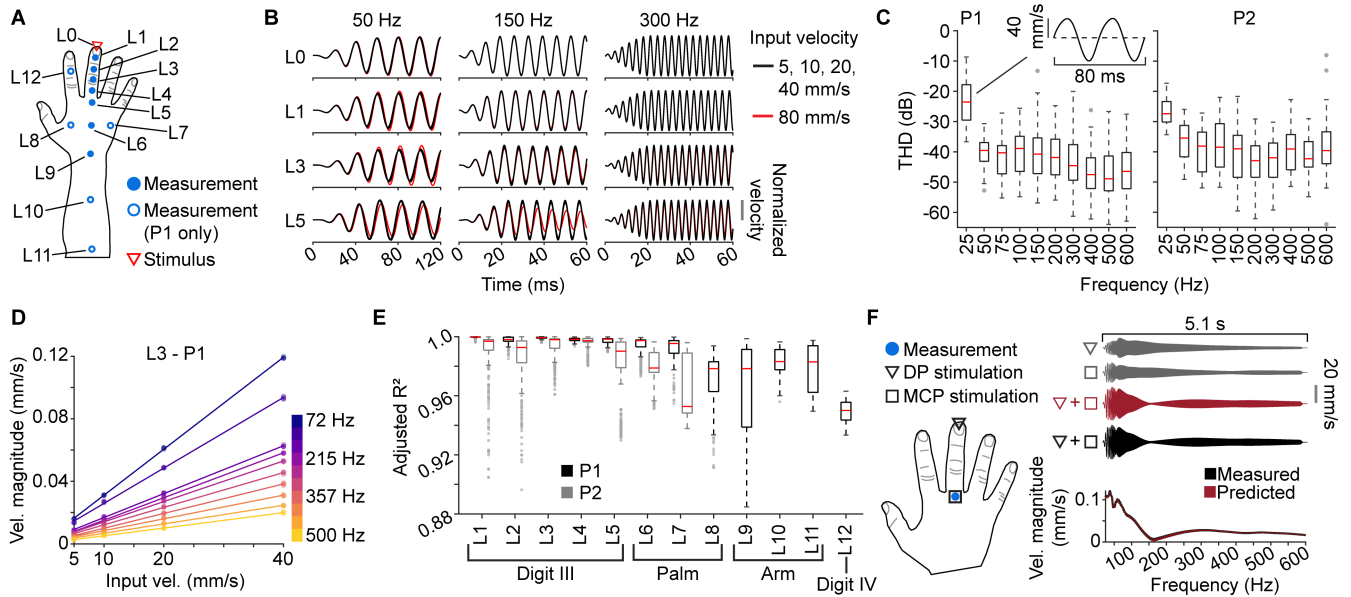 A
L0
L1
L2
L12
L3
L4
L5
L8
L7
L6
L9
L10
L11
Measurement
Measurement
(P1 only)
Stimulus
B
50 Hz
150 Hz
300 Hz
L0
L1
L3
L5
0
40
80
120
0
20
40
60
0
20
40
60
Time (ms)
Input velocity
5, 10, 20,
40 mm/s
80 mm/s
Normalized
velocity
C
P1
P2
40
mm/s
80 ms
THD (dB)
0
-10
-20
-30
-40
-50
-60
25
50
75
100
150
200
300
400
500
600
25
50
75
100
150
200
300
400
500
600
Frequency (Hz)
D
L3 - P1
Vel. magnitude (mm/s)
0.12
0.08
0.04
0
5
10
20
40
Input vel. (mm/s)
72 Hz
215 Hz
357 Hz
500 Hz
E
Adjusted R²
1.0
0.96
0.92
0.88
P1
P2
L1
L2
L3
L4
L5
L6
L7
L8
L9
L10
L11
L12
Digit III
Palm
Arm
Digit IV
F
Measurement
DP stimulation
MCP stimulation
5.1 s
+
+
20 mm/s
Measured
Predicted
Vel. magnitude
(mm/s)
0.1
0
100
200
300
400
500
600
Frequency (Hz)